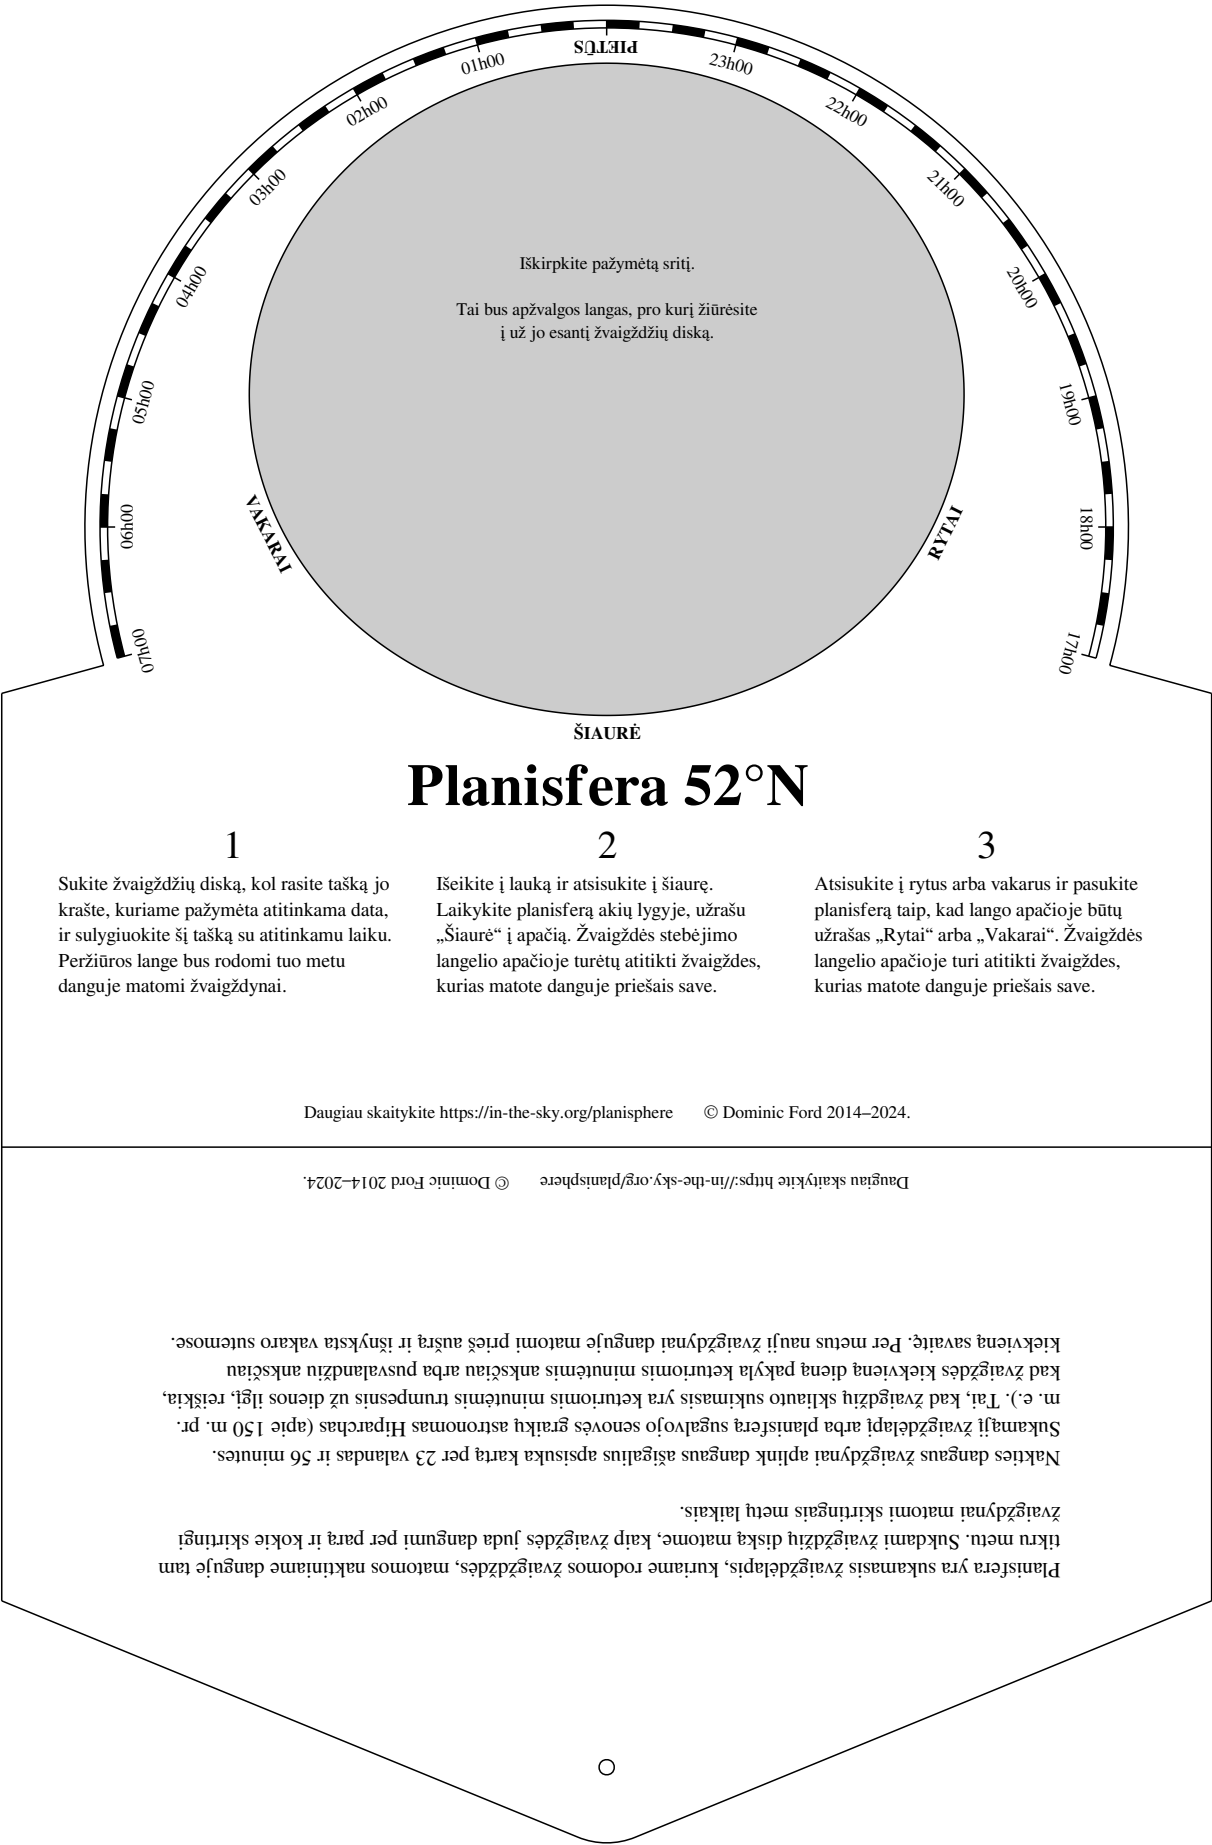 PIETŪS
01h00
23h00
02h00
22h00
03h00
21h00
04h00
20h00
05h00
19h00
06h00
18h00
07h00
17h00
Iškirpkite pažymėtą sritį.
Tai bus apžvalgos langas, pro kurį žiūrėsite
į už jo esantį žvaigždžių diską.
VAKARAI
RYTAI
ŠIAURĖ
Planisfera 52°N
1
Sukite žvaigždžių diską, kol rasite tašką jo
krašte, kuriame pažymėta atitinkama data,
ir sulygiuokite šį tašką su atitinkamu laiku.
Peržiūros lange bus rodomi tuo metu
danguje matomi žvaigždynai.
2
Išeikite į lauką ir atsisukite į šiaurę.
Laikykite planisferą akių lygyje, užrašu
„Šiaurė“ į apačią. Žvaigždės stebėjimo
langelio apačioje turėtų atitikti žvaigždes,
kurias matote danguje priešais save.
3
Atsisukite į rytus arba vakarus ir pasukite
planisferą taip, kad lango apačioje būtų
užrašas „Rytai“ arba „Vakarai“. Žvaigždės
langelio apačioje turi atitikti žvaigždes,
kurias matote danguje priešais save.
Daugiau skaitykite https://in-the-sky.org/planisphere © Dominic Ford 2014–2024.
Planisfera yra sukamasis žvaigždėlapis, kuriame rodomos žvaigždždės, matomos naktiniame danguje tam
tikru metu. Sukdami žvaigždžių diską matome, kaip žvaigždės juda dangumi per parą ir kokie skirtingi
žvaigždynai matomi skirtingais metų laikais.
Nakties dangaus žvaigždynai aplink dangaus ašigalius apsisuka kartą per 23 valandas ir 56 minutes.
Sukamąjį žvaigždėlapį arba planisferą sugalvojo senovės graikų astronomas Hiparchas (apie 150 m. pr.
m. e.). Tai, kad žvaigždžių skliauto sukimasis yra keturiomis minutėmis trumpesnis už dienos ilgį, reiškia,
kad žvaigždės kiekvieną dieną pakyla keturiomis minutėmis anksčiau arba pusvalandžiu anksčiau
kiekvieną savaitę. Per metus nauji žvaigždynai danguje matomi prieš aušrą ir išnyksta vakaro sutemose.
Daugiau skaitykite https://in-the-sky.org/planisphere © Dominic Ford 2014–2024.